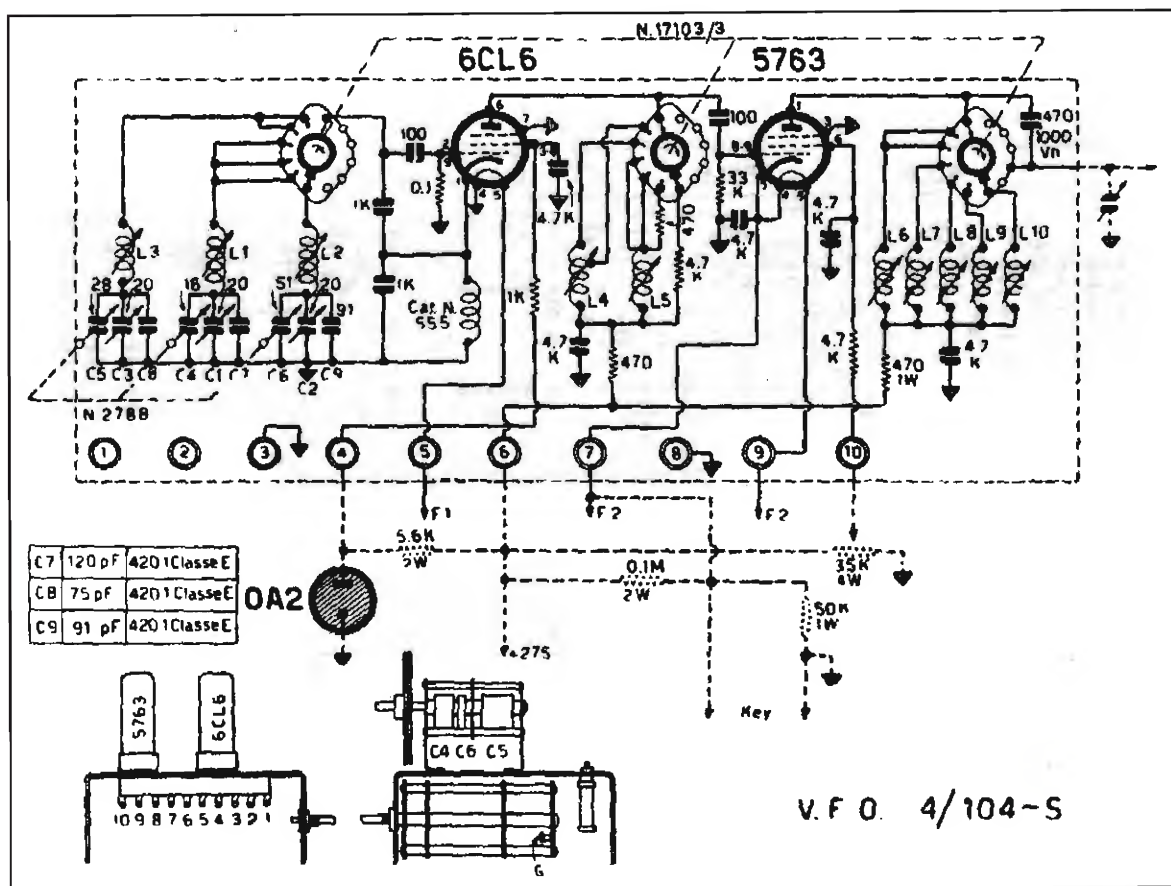 N.17103/3
6CL6
5763
6
7
100
100
470
1000
Vn
0.1
1K
4.7K
33
K
470
4.7
K
4.7
K
4.7
K
L3
L1
L2
28
20
16
20
51
20
91
1K
Cat. N.
555
1K
L4
L5
L6
L7
L8
L9
L10
4.7
K
470
4.7
K
470
1W
4.7
K
C5
C3
C8
C4
C1
C7
C6
C2
C9
N 2788
1
2
3
4
5
6
7
8
9
10
F1
F2
F2
5.6K
2W
35K
4W
0.1M
2W
50K
1W
C7 120 pF 4201 Classe E
C8 75 pF 4201 Classe E
C9 91 pF 4201 Classe E
OA2
+275
Key
5763
6CL6
10 9 8 7 6 5 4 3 2 1
C4 C6 C5
G
V.F.O. 4/104-S